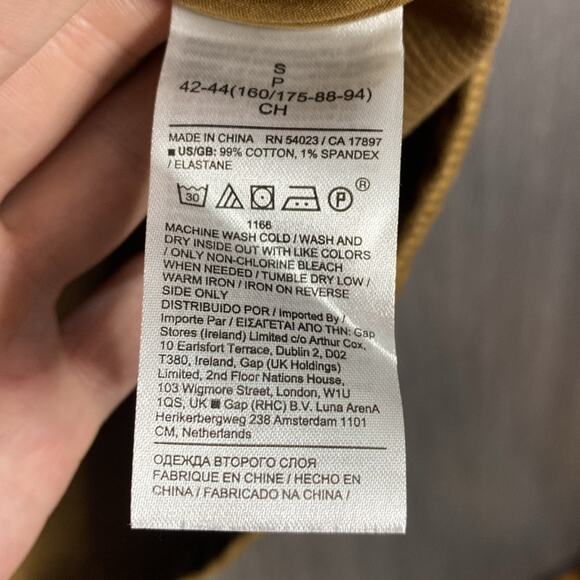 S
P
42-44(160/175-88-94)
CH
MADE IN CHINA RN 54023 / CA 17897
■ US/GB: 99% COTTON, 1% SPANDEX
/ ELASTANE
30 P ®
1166
MACHINE WASH COLD / WASH AND
DRY INSIDE OUT WITH LIKE COLORS
/ ONLY NON-CHLORINE BLEACH
WHEN NEEDED / TUMBLE DRY LOW /
WARM IRON / IRON ON REVERSE
SIDE ONLY
DISTRIBUIDO POR / Imported By /
Importe Par / ΕΙΣΑΓΕΤΑΙ ΑΠΟ ΤΗΝ: Gap
Stores (Ireland) Limited c/o Arthur Cox,
10 Earlsfort Terrace, Dublin 2, D02
T380, Ireland, Gap (UK Holdings)
Limited, 2nd Floor Nations House,
103 Wigmore Street, London, W1U
1QS, UK ■ Gap (RHC) B.V. Luna ArenA
Herikerbergweg 238 Amsterdam 1101
CM, Netherlands
ОДЕЖДА ВТОРОГО СЛОЯ
FABRIQUE EN CHINE / HECHO EN
CHINA / FABRICADO NA CHINA /